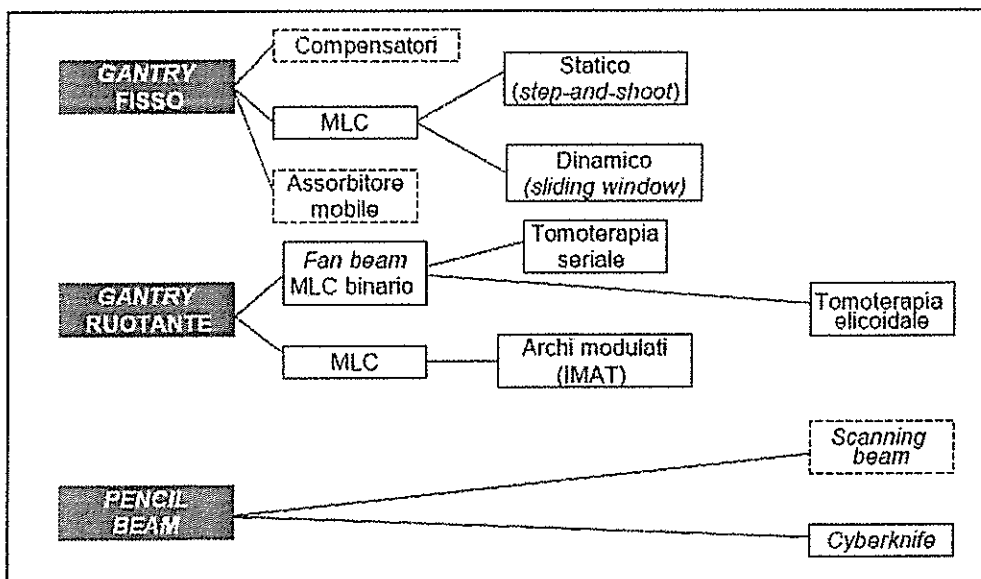 GANTRY
FISSO
Compensatori
MLC
Assorbitore
mobile
Statico
(step-and-shoot)
Dinamico
(sliding window)
GANTRY
RUOTANTE
Fan beam
MLC binario
MLC
Tomoterapia
seriale
Tomoterapia
elicoidale
Archi modulati
(IMAT)
PENCIL
BEAM
Scanning
beam
Cyberknife